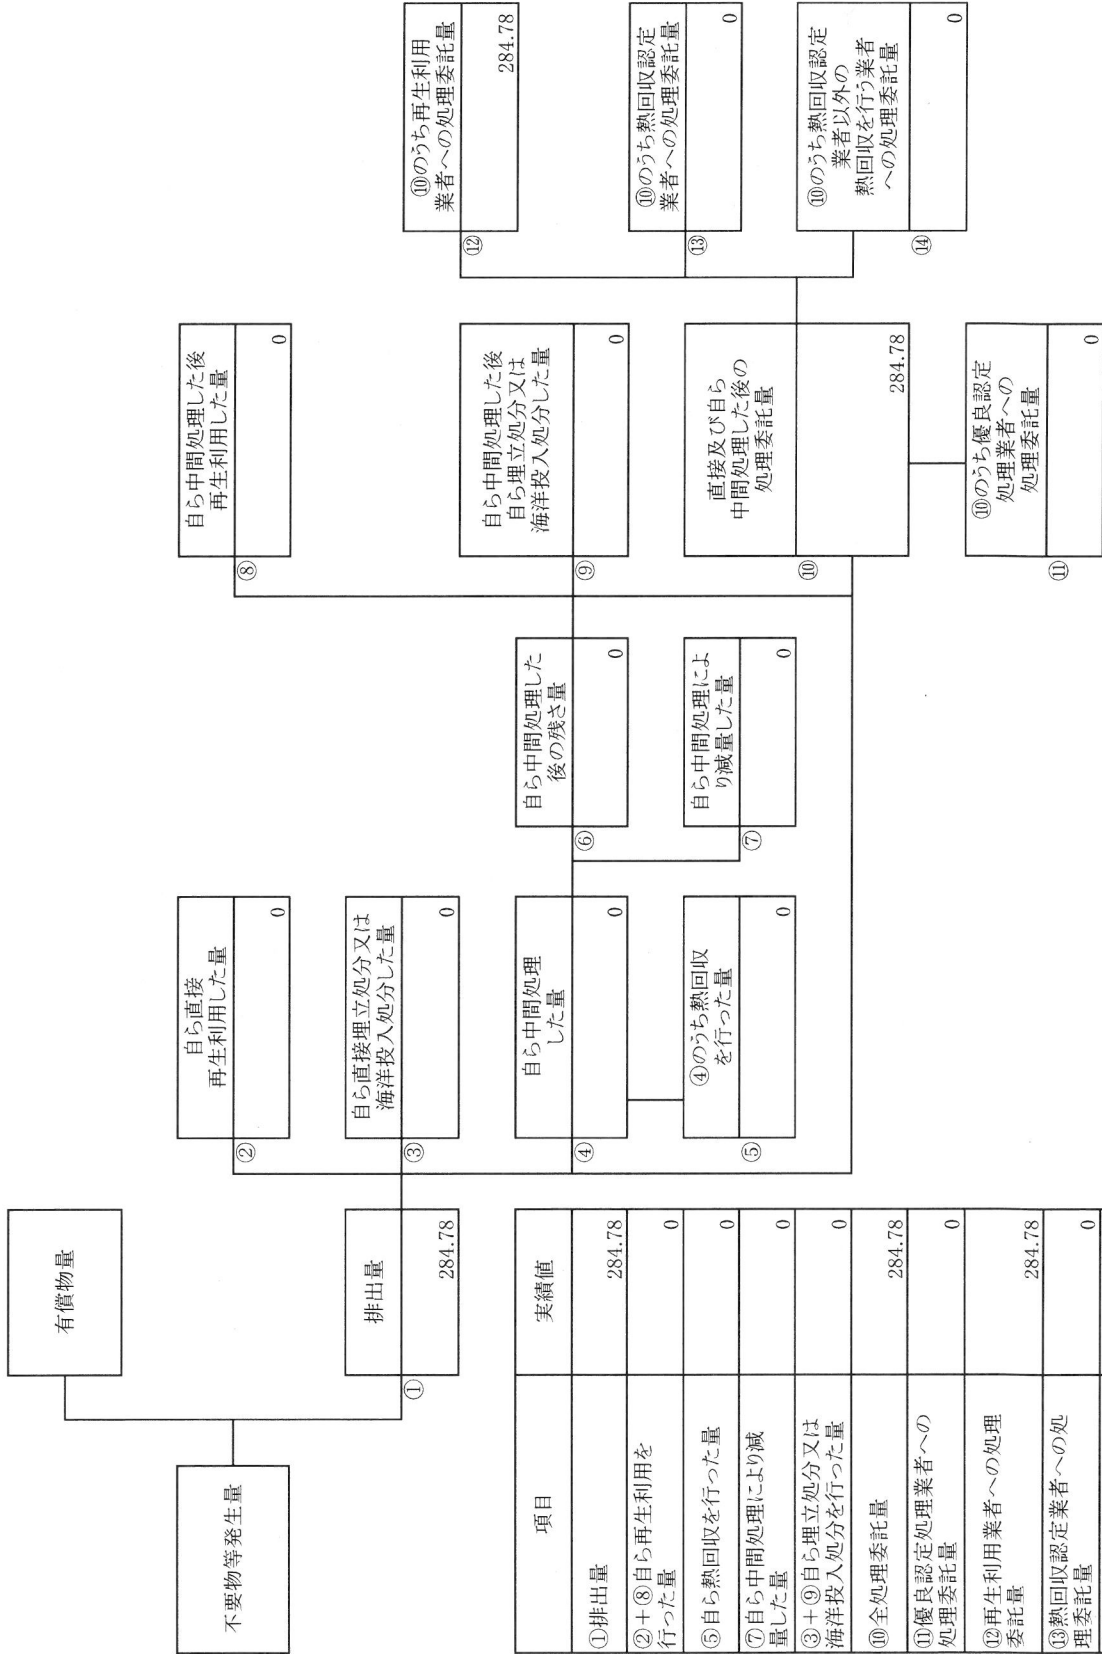 不要物等発生量
有償物量
①
排出量
284.78
②
自ら直接
再生利用した量
0
③
自ら直接埋立処分又は
海洋投入処分した量
0
④
自ら中間処理
した量
0
⑤
④のうち熱回収
を行った量
0
⑥
自ら中間処理した
後の残さ量
0
⑦
自ら中間処理によ
り減量した量
0
⑧
自ら中間処理した後
再生利用した量
0
⑨
自ら中間処理した後
自ら埋立処分又は
海洋投入処分した量
0
⑩
直接及び自ら
中間処理した後の
処理委託量
284.78
⑪
⑩のうち優良認定
処理業者への
処理委託量
0
⑫
⑩のうち再生利用
業者への処理委託量
284.78
⑬
⑩のうち熱回収認定
業者への処理委託量
0
⑭
⑩のうち熱回収認定
業者以外の
熱回収を行う業者
への処理委託量
0
項目 実績値
①排出量 284.78
②+⑧自ら再生利用を
行った量 0
⑤自ら熱回収を行った量 0
⑦自ら中間処理により減
量した量 0
③+⑨自ら埋立処分又は
海洋投入処分を行った量 0
⑩全処理委託量 284.78
⑪優良認定処理業者への
処理委託量 0
⑫再生利用業者への処理
委託量 284.78
⑬熱回収認定業者への処
理委託量 0